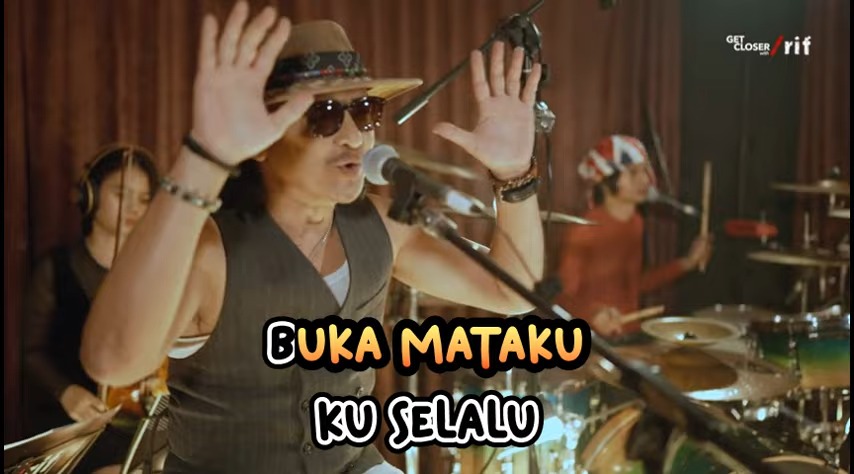 GET
CLOSER
with
/rif
BUKA MATAKU
KU SELALU